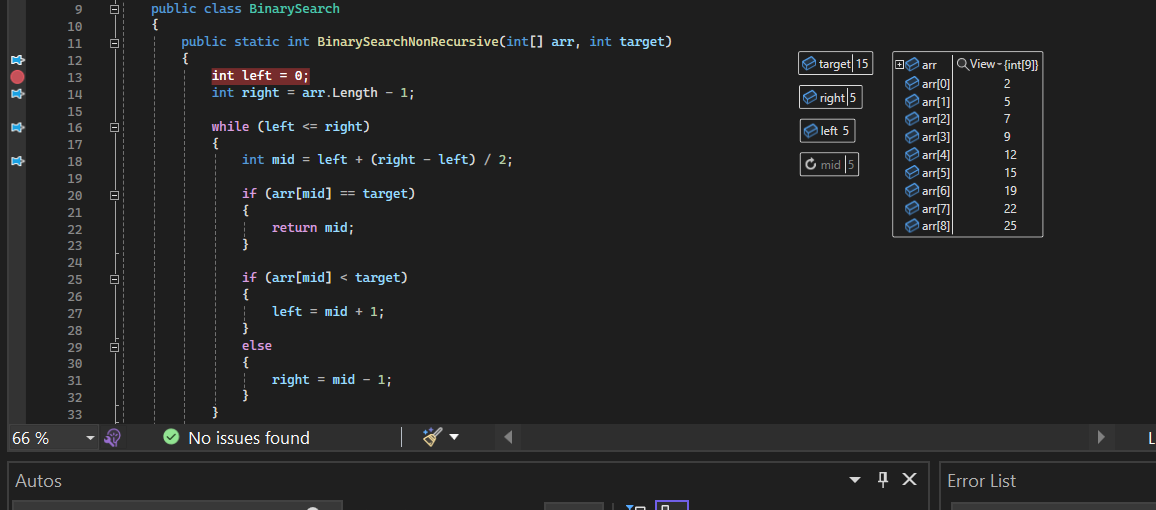 9 public class BinarySearch
10 {
11 public static int BinarySearchNonRecursive(int[] arr, int target)
12 {
13 int left = 0;
14 int right = arr.Length - 1;
15
16 while (left <= right)
17 {
18 int mid = left + (right - left) / 2;
19
20 if (arr[mid] == target)
21 {
22 return mid;
23 }
24
25 if (arr[mid] < target)
26 {
27 left = mid + 1;
28 }
29 else
30 {
31 right = mid - 1;
32 }
33 }
target 15
right 5
left 5
mid 5
arr View {int[9]}
arr[0] 2
arr[1] 5
arr[2] 7
arr[3] 9
arr[4] 12
arr[5] 15
arr[6] 19
arr[7] 22
arr[8] 25
66 % No issues found L
Autos
Error List